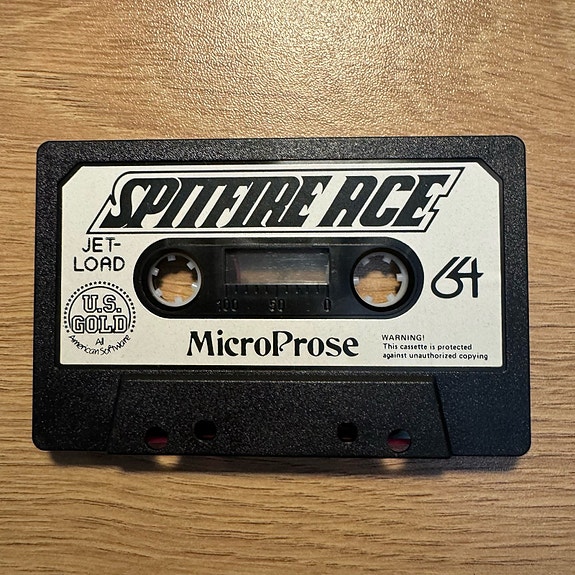 SPITFIRE ACE
JET-
LOAD
64
100 50 0
U.S.
GOLD
All
American Software
MicroProse
WARNING!
This cassette is protected
against unauthorized copying